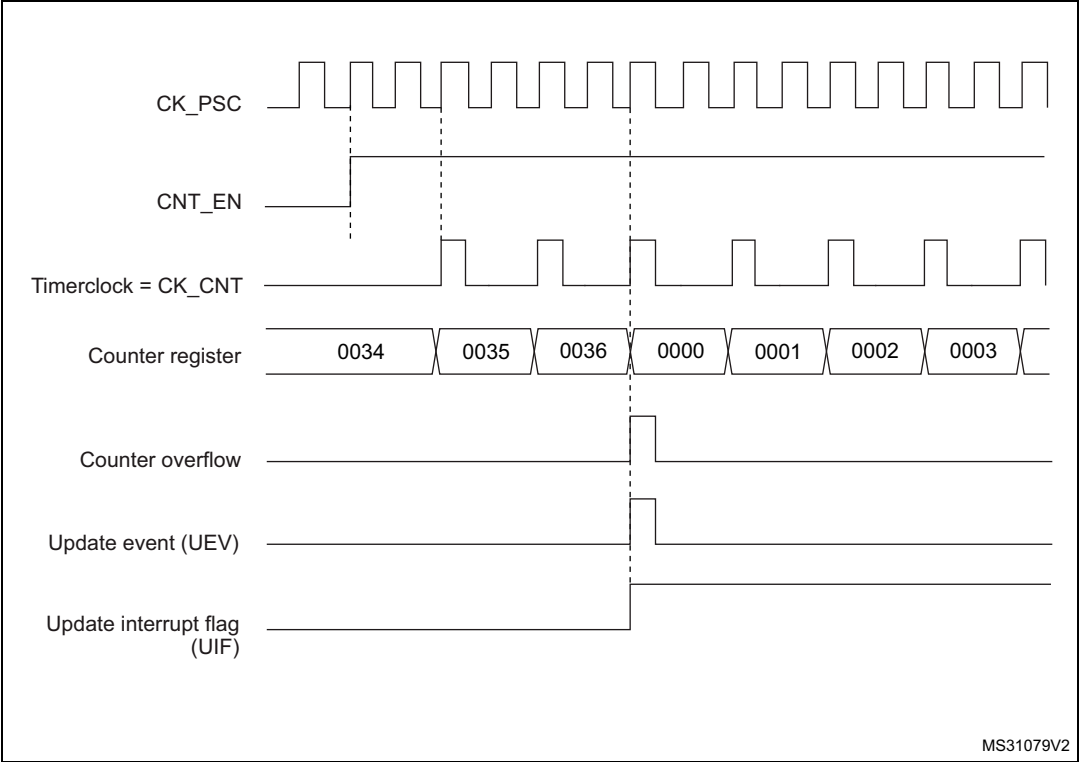 CK_PSC
CNT_EN
Timerclock = CK_CNT
Counter register
0034 0035 0036 0000 0001 0002 0003
Counter overflow
Update event (UEV)
Update interrupt flag
(UIF)
MS31079V2